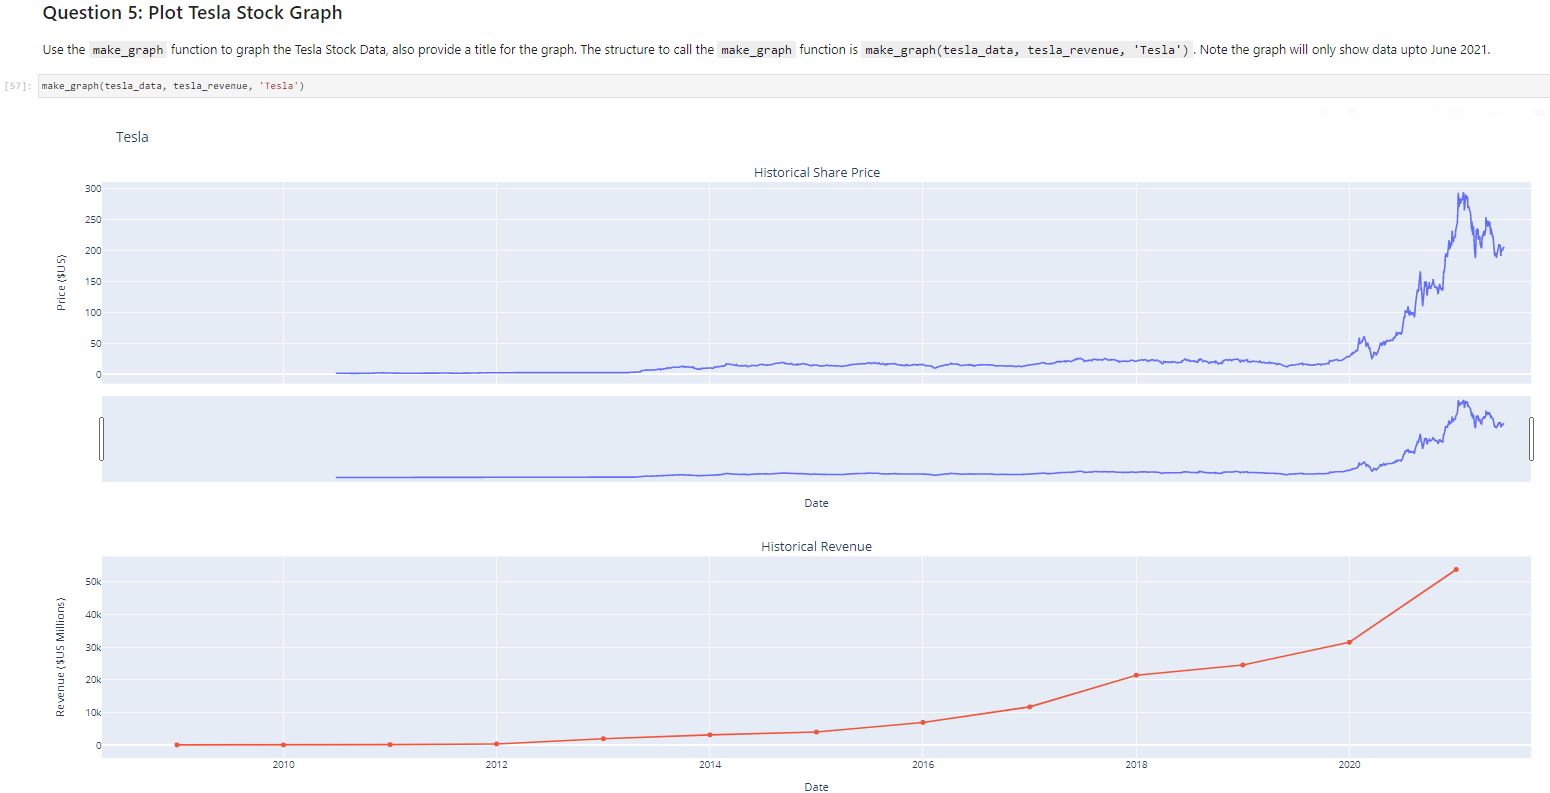 Question 5: Plot Tesla Stock Graph
Use the make_graph function to graph the Tesla Stock Data, also provide a title for the graph. The structure to call the make_graph function is make_graph(tesla_data, tesla_revenue, 'Tesla'). Note the graph will only show data upto June 2021.
[57]: make_graph(tesla_data, tesla_revenue, 'Tesla')
Tesla
Historical Share Price
300
250
200
150
100
50
0
Price ($US)
Date
Historical Revenue
50k
40k
30k
20k
10k
0
Revenue ($US Millions)
2010 2012 2014 2016 2018 2020
Date